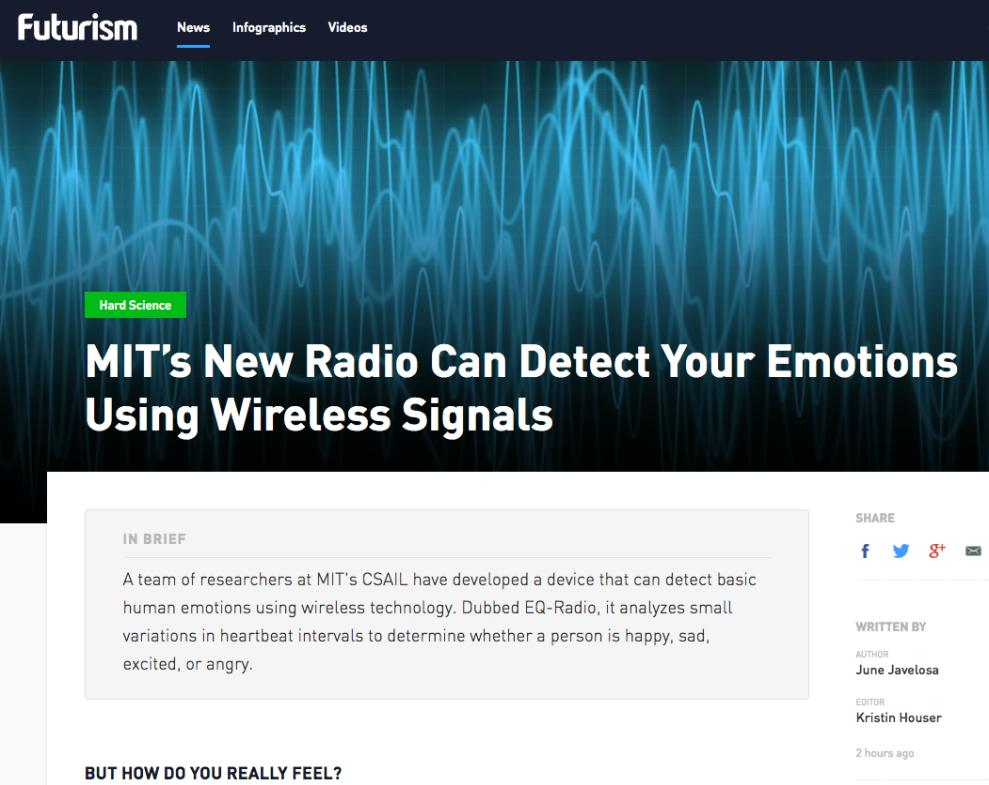 Futurism
News Infographics Videos
Hard Science
MIT's New Radio Can Detect Your Emotions
Using Wireless Signals
IN BRIEF
A team of researchers at MIT's CSAIL have developed a device that can detect basic
human emotions using wireless technology. Dubbed EQ-Radio, it analyzes small
variations in heartbeat intervals to determine whether a person is happy, sad,
excited, or angry.
BUT HOW DO YOU REALLY FEEL?
SHARE
f g+
WRITTEN BY
AUTHOR
June Javelosa
EDITOR
Kristin Houser
2 hours ago